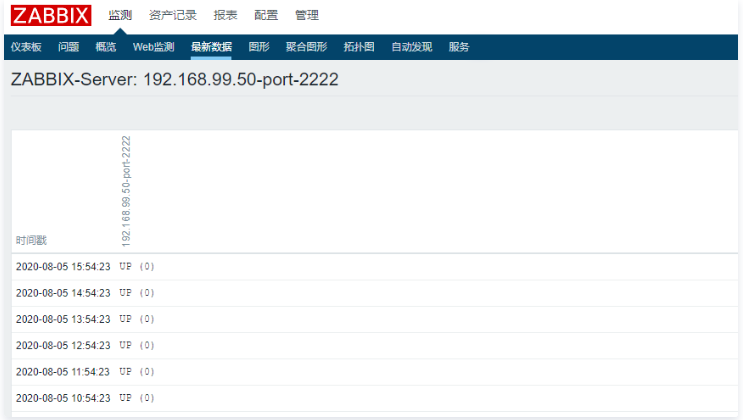 ZABBIX 监测 资产记录 报表 配置 管理
仪表板 问题 概览 Web监测 最新数据 图形 聚合图形 拓扑图 自动发现 服务
ZABBIX-Server: 192.168.99.50-port-2222
时间戳 192.168.99.50-port-2222
2020-08-05 15:54:23 UP (0)
2020-08-05 14:54:23 UP (0)
2020-08-05 13:54:23 UP (0)
2020-08-05 12:54:23 UP (0)
2020-08-05 11:54:23 UP (0)
2020-08-05 10:54:23 UP (0)